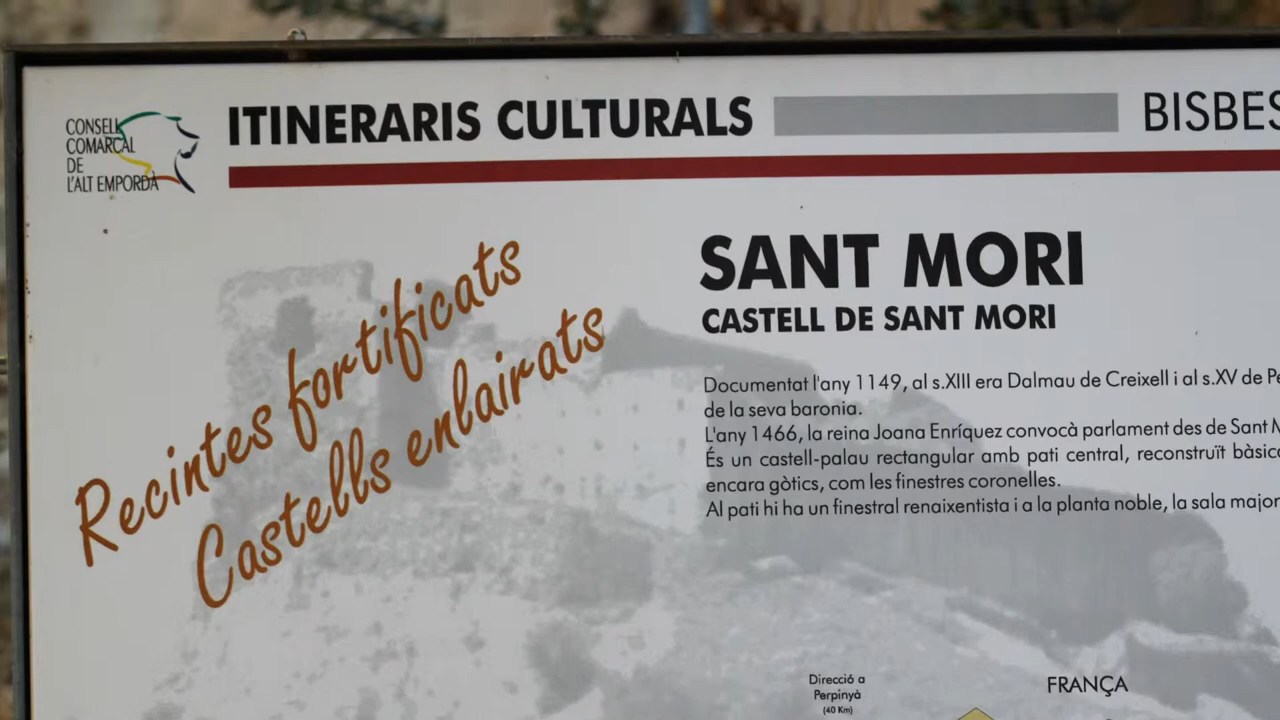 CONSELL
COMARCAL
DE
L'ALT EMPORDÀ
ITINERARIS CULTURALS
Recintes fortificats
Castells enlairats
SANT MORI
CASTELL DE SANT MORI
Documentat l'any 1149, al s.XIII era Dalmau de Creixell i al s.XV de
de la seva baronia.
L'any 1466, la reina Joana Enríquez convocà parlament des de Sant
És un castell-palau rectangular amb pati central, reconstruït
encara gòtics, com les finestres coronelles.
Al pati hi ha un finestral renaixentista i a la planta noble, la sala major
Direcció a
Perpinyà
(40 Km)
FRANÇA